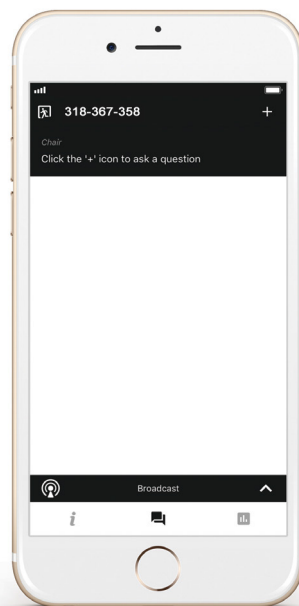 318-367-358
Chair
Click the '+' icon to ask a question
Broadcast